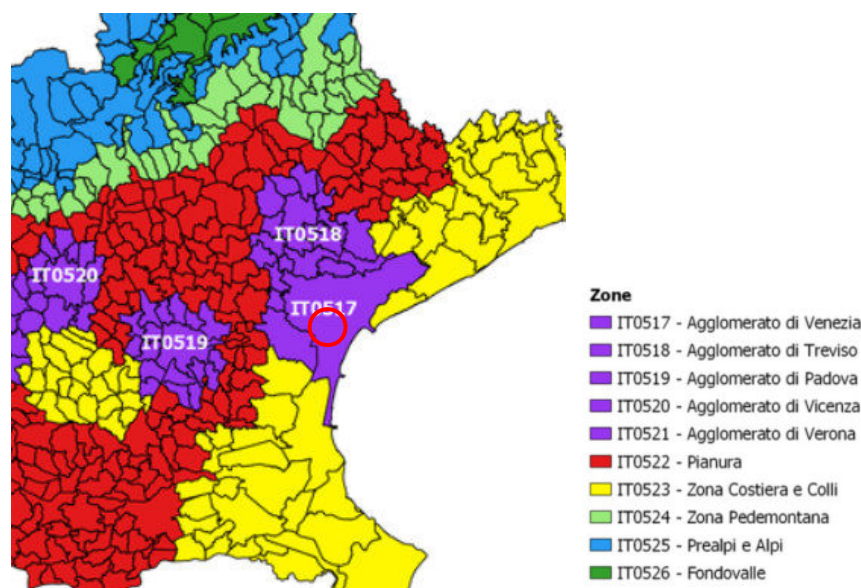 IT0518
IT0520
IT0517
IT0519
Zone
IT0517 - Agglomerato di Venezia
IT0518 - Agglomerato di Treviso
IT0519 - Agglomerato di Padova
IT0520 - Agglomerato di Vicenza
IT0521 - Agglomerato di Verona
IT0522 - Pianura
IT0523 - Zona Costiera e Colli
IT0524 - Zona Pedemontana
IT0525 - Prealpi e Alpi
IT0526 - Fondovalle